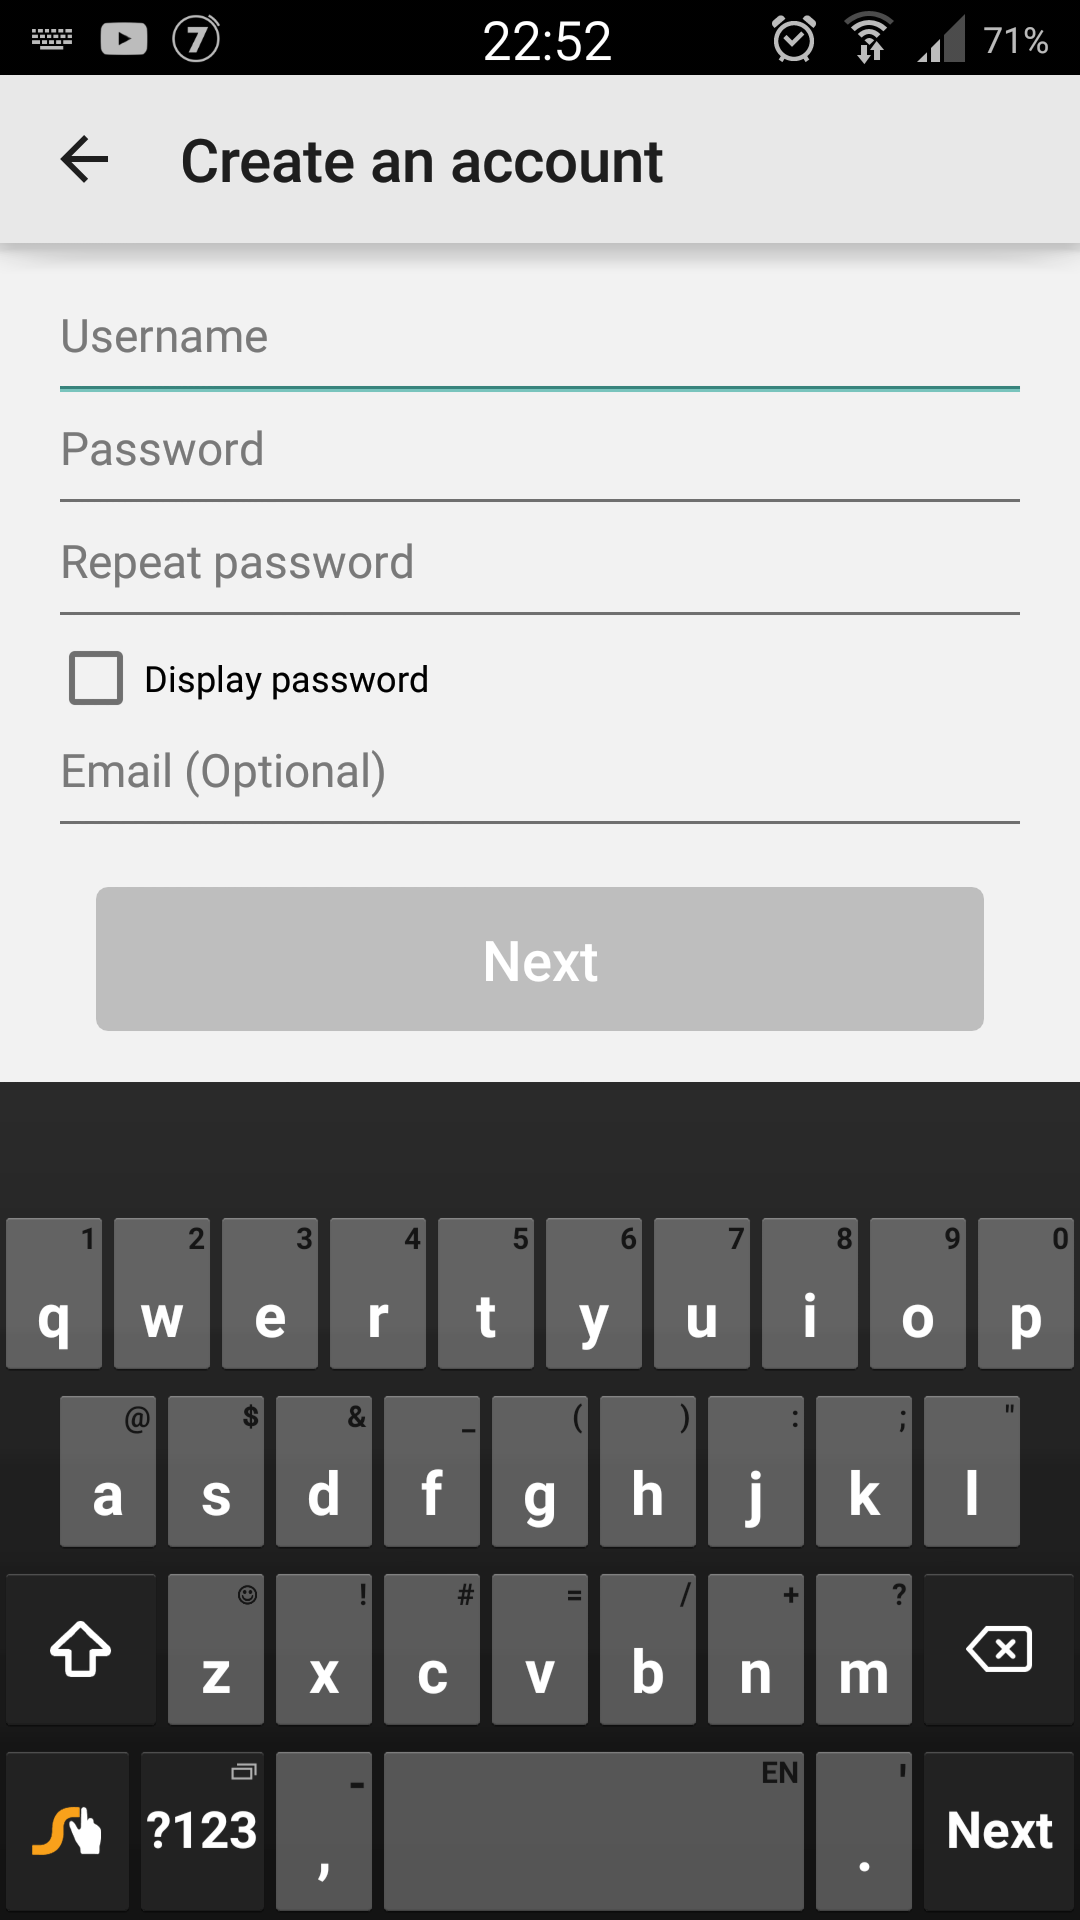 7 22:52 71%
Create an account
Username
Password
Repeat password
Display password
Email (Optional)
Next
1 2 3 4 5 6 7 8 9 0
q w e r t y u i o p
@ $ & _ ( ) : ; "
a s d f g h j k l
! # = / + ?
z x c v b n m
- EN '
?123 , . Next